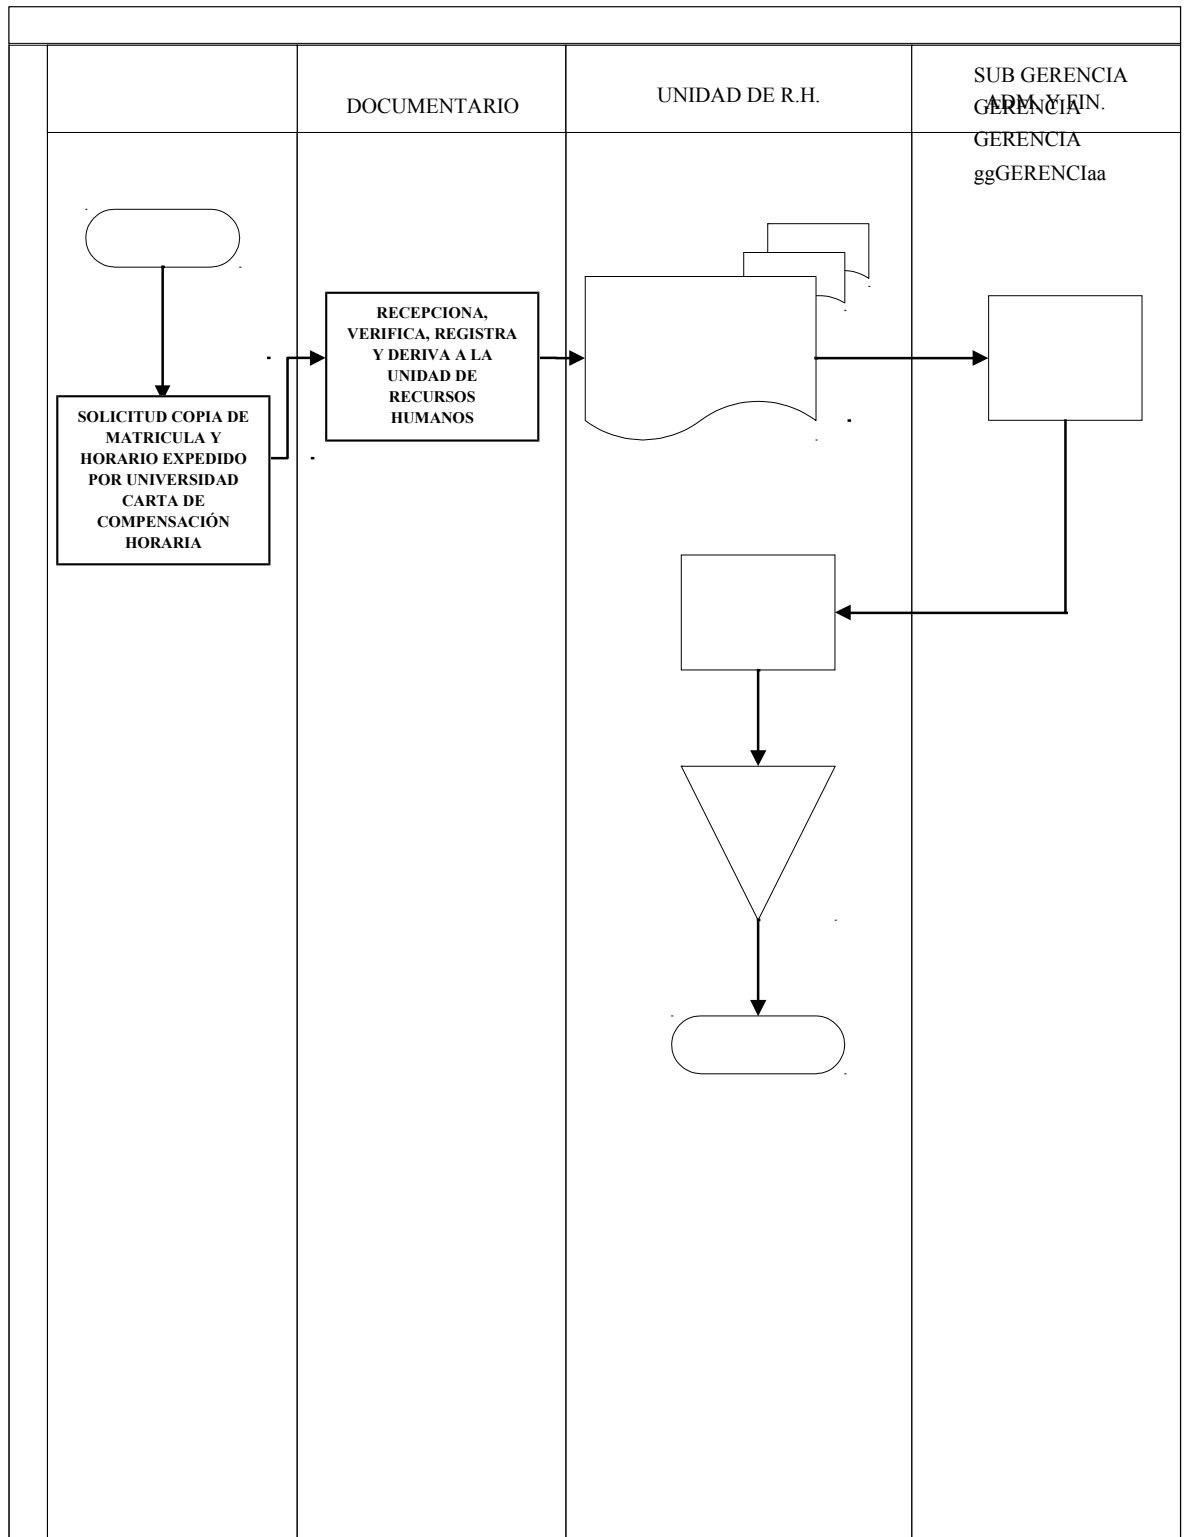 DOCUMENTARIO
UNIDAD DE R.H.
SUB GERENCIA
ADM. Y FIN.
GERENCIA
GERENCIA
ggGERENCIaa
RECEPCIONA,
VERIFICA, REGISTRA
Y DERIVA A LA
UNIDAD DE
RECURSOS
HUMANOS
SOLICITUD COPIA DE
MATRICULA Y
HORARIO EXPEDIDO
POR UNIVERSIDAD
CARTA DE
COMPENSACIÓN
HORARIA